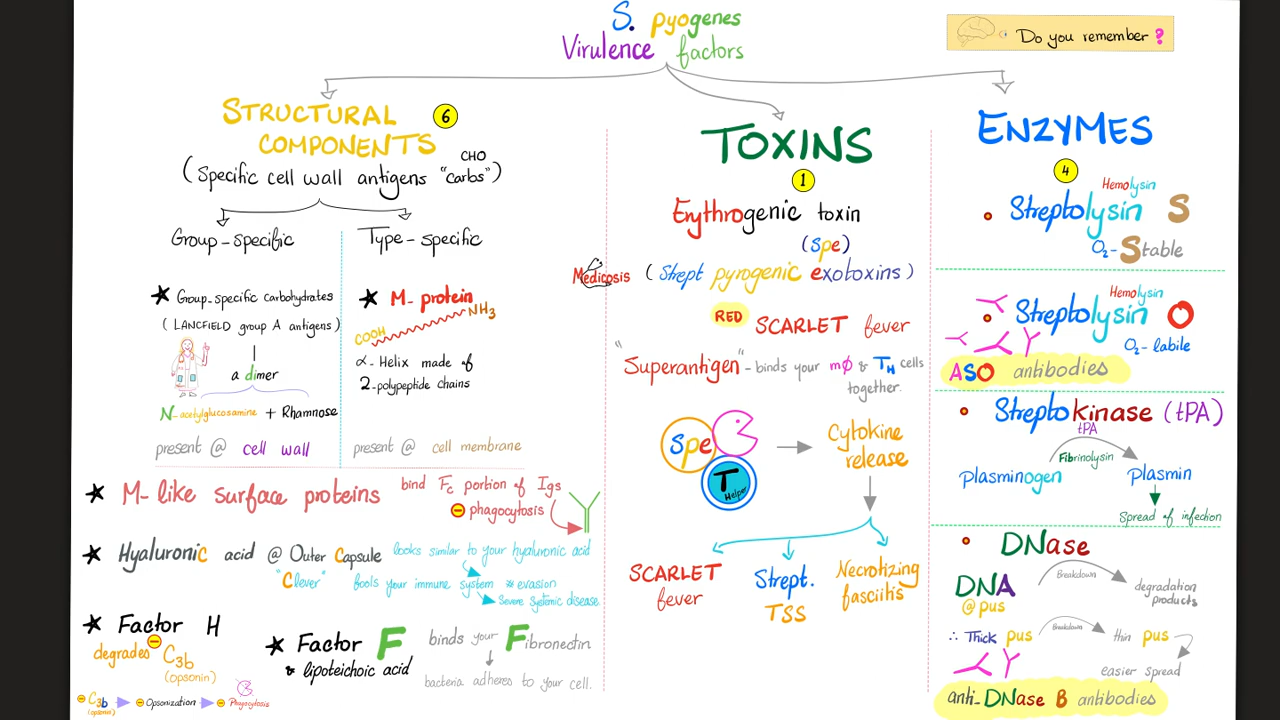 S. pyogenes
Virulence factors
Do you remember ?
STRUCTURAL
COMPONENTS
6
(Specific cell wall antigens "carbs")
CHO
Group-specific
Type-specific
★ Group-specific carbohydrates
(LANCFIELD group A antigens)
a dimer
N-acetylglucosamine + Rhamnose
present @ cell wall
★ M-protein
COOH
NH3
α-Helix made of
2-polypeptide chains
present @ cell membrane
★ M-like surface proteins
bind Fc portion of Igs
⊖ phagocytosis
★ Hyaluronic acid @ Outer Capsule
looks similar to your hyaluronic acid
"Clever" fools your immune system # evasion
Severe systemic disease
★ Factor H
degrades ⊖ C3b
(opsonin)
⊖ C3b
(opsonin)
⊖ Opsonization
⊖ Phagocytosis
★ Factor F
& lipoteichoic acid
binds your Fibronectin
bacteria adheres to your cell.
TOXINS
1
Erythrogenic toxin
(Spe)
Medicosis
(Strept pyrogenic exotoxins)
RED
SCARLET fever
"Superantigen" - binds your mφ & TH cells
together.
Spe
T
Helper
Cytokine
release
SCARLET
fever
Strept.
TSS
Necrotizing
fasciitis
ENZYMES
4
Hemolysin
Streptolysin S
O2-Stable
Hemolysin
Streptolysin O
O2-labile
ASO antibodies
Streptokinase (tPA)
tPA
Plasminogen
Fibrinolysin
Plasmin
Spread of infection
DNase
DNA
@ pus
Breakdown
degradation
products
∴ Thick pus
Breakdown
thin pus
easier spread
anti-DNase B antibodies